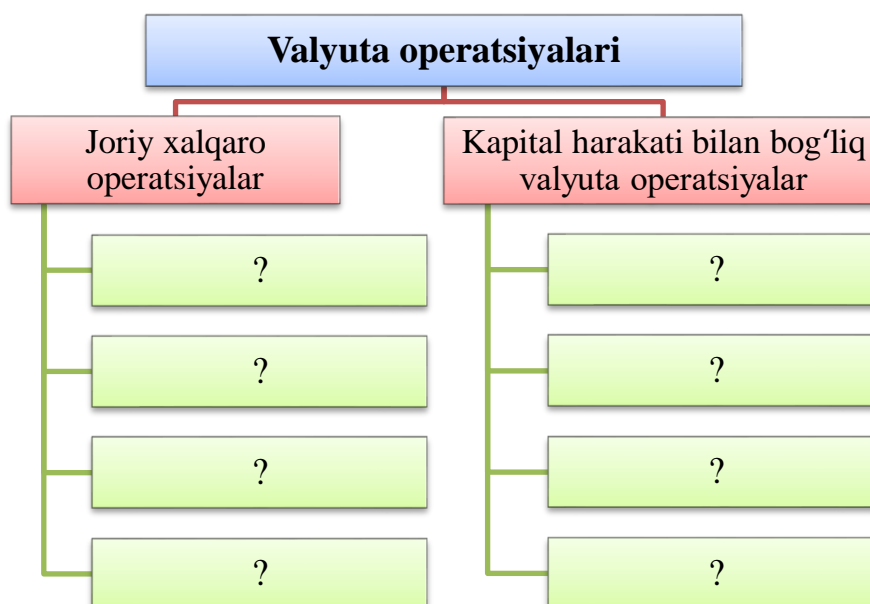 Valyuta operatsiyalari
Joriy xalqaro
operatsiyalar
Kapital harakati bilan bog‘liq
valyuta operatsiyalar
?
?
?
?
?
?
?
?